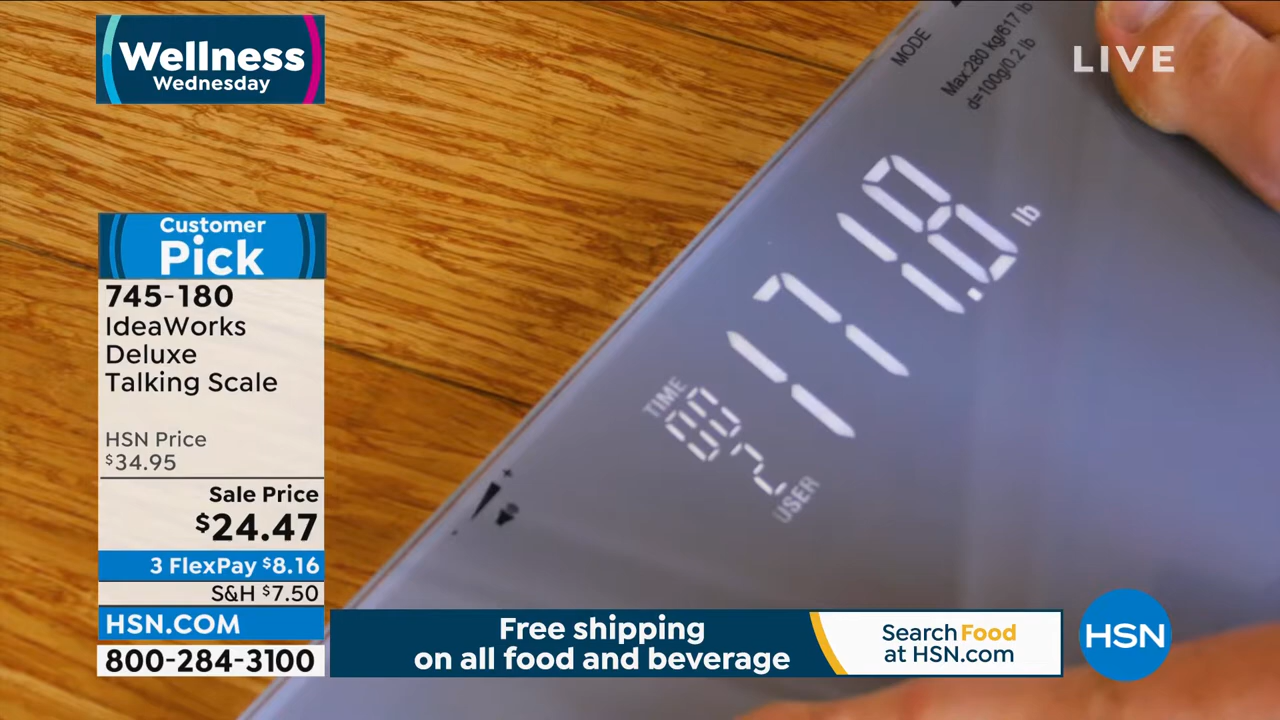 Wellness
Wednesday
LIVE
MODE
Max:280 kg/617 lb
d=100g/0.2 lb
171.8 lb
TIME
00
2
USER
Customer
Pick
745-180
IdeaWorks
Deluxe
Talking Scale
HSN Price
$34.95
Sale Price
$24.47
3 FlexPay $8.16
S&H $7.50
HSN.COM
800-284-3100
Free shipping
on all food and beverage
Search Food
at HSN.com
HSN